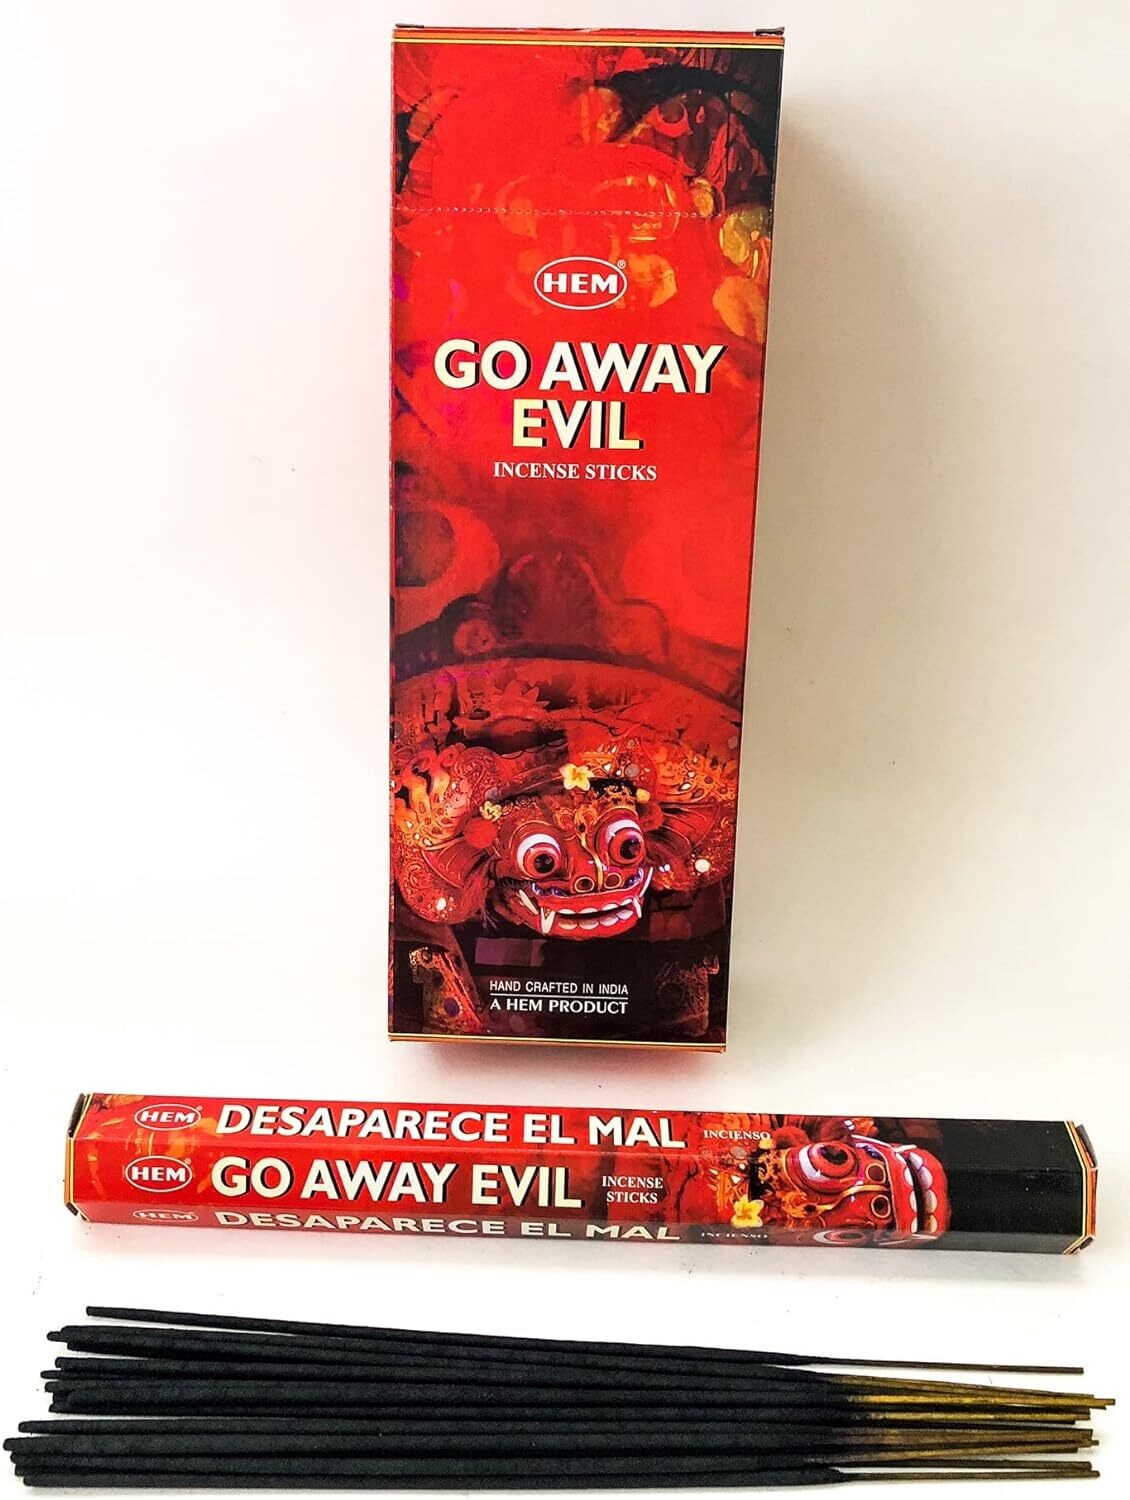 HEM®
GO AWAY
EVIL
INCENSE STICKS
HAND CRAFTED IN INDIA
A HEM PRODUCT
HEM® DESAPARECE EL MAL INCIENSO
HEM® GO AWAY EVIL INCENSE
STICKS
HEM DESAPARECE EL MAL INCIENSO